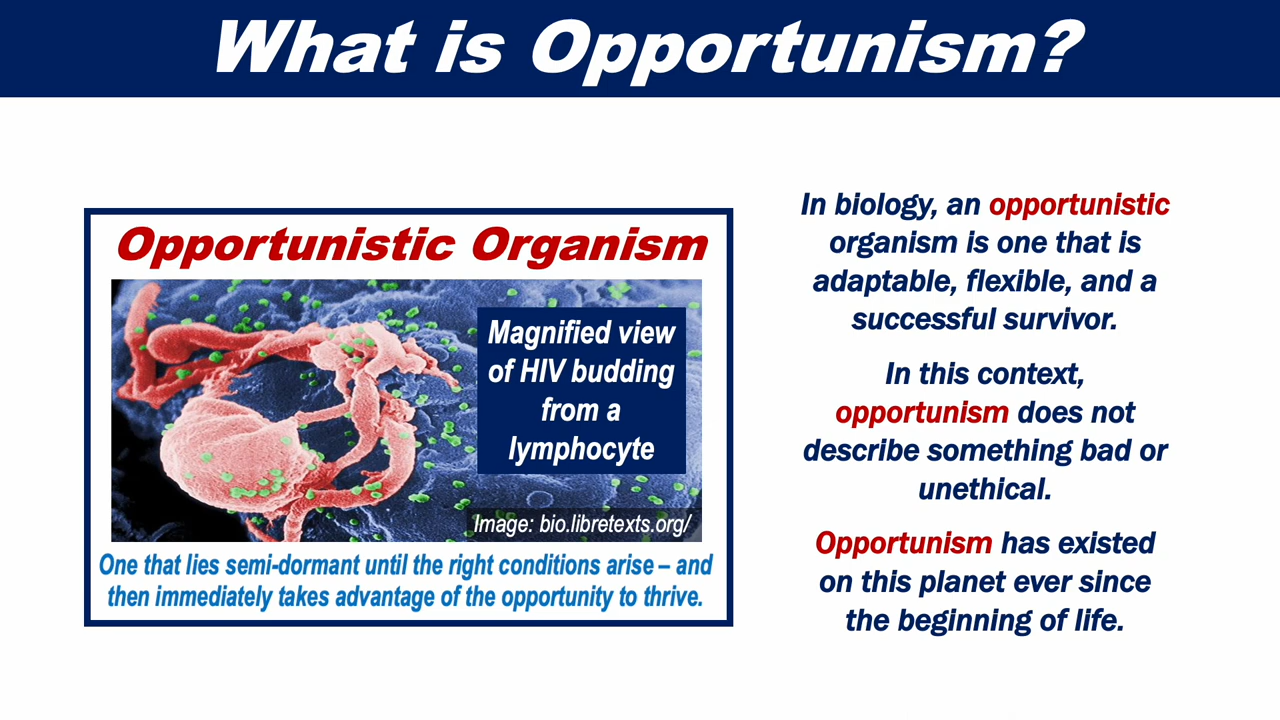 What is Opportunism?
Opportunistic Organism
Magnified view
of HIV budding
from a
lymphocyte
Image: bio.libretexts.org/
One that lies semi-dormant until the right conditions arise – and
then immediately takes advantage of the opportunity to thrive.
In biology, an opportunistic
organism is one that is
adaptable, flexible, and a
successful survivor.
In this context,
opportunism does not
describe something bad or
unethical.
Opportunism has existed
on this planet ever since
the beginning of life.